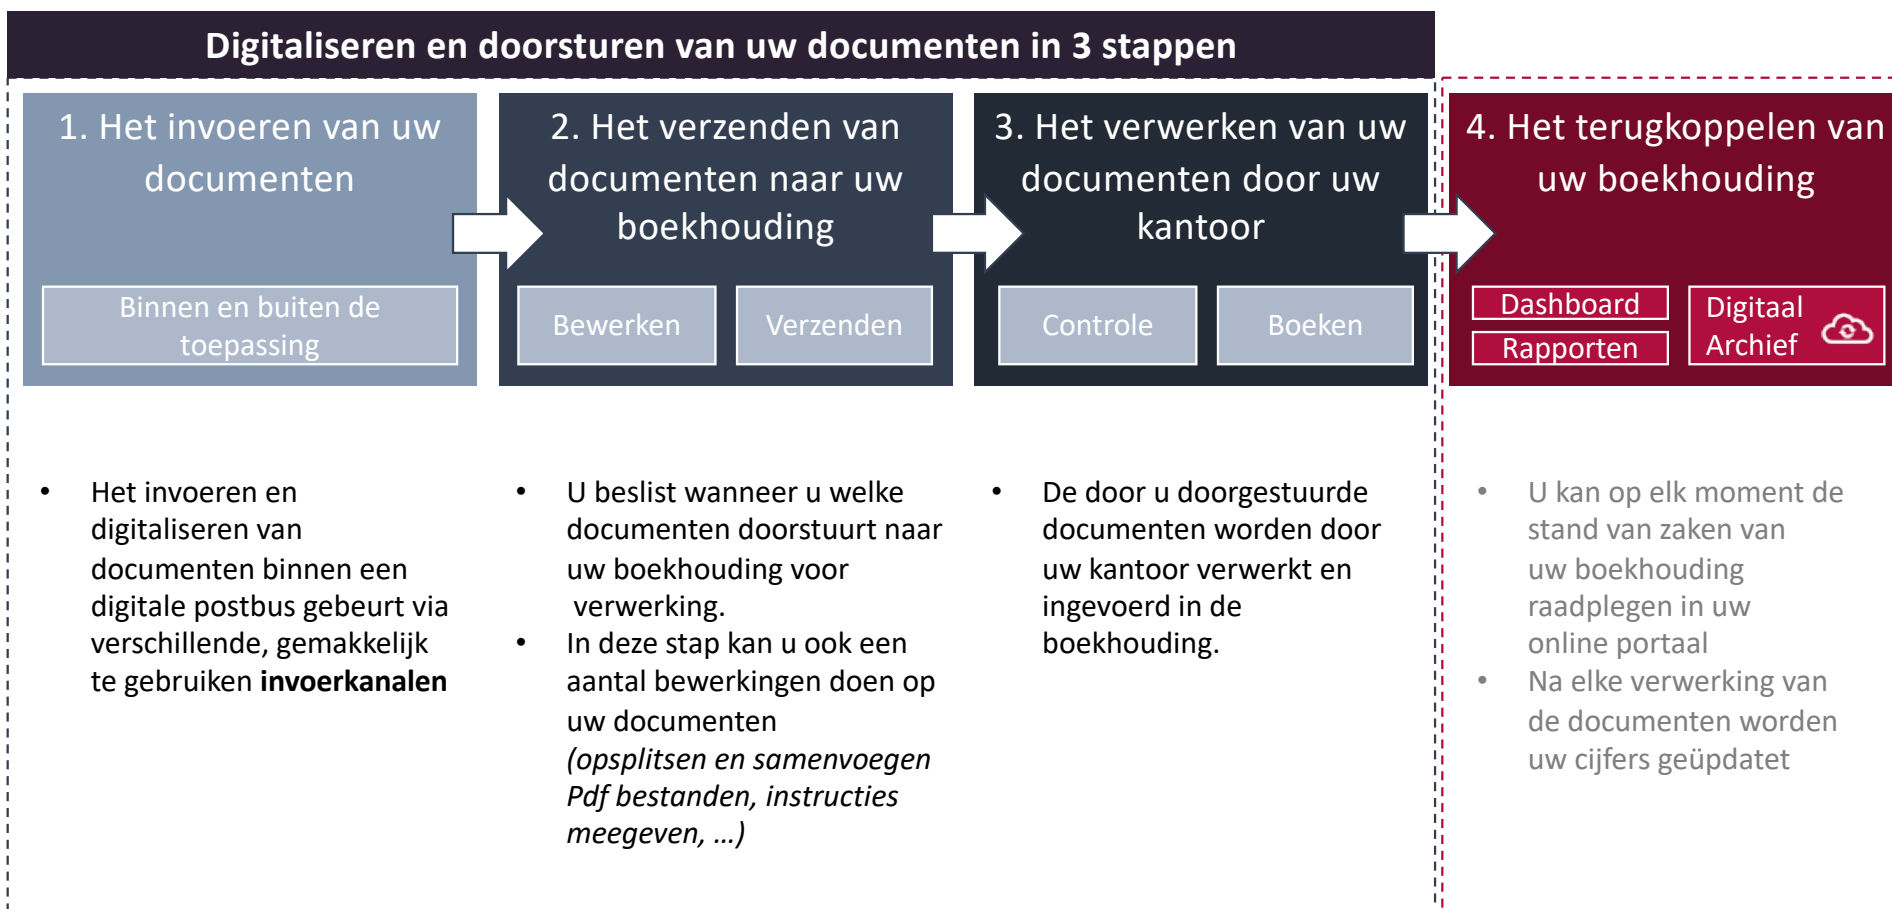 Digitaliseren en doorsturen van uw documenten in 3 stappen
1. Het invoeren van uw
documenten
Binnen en buiten de
toepassing
2. Het verzenden van
documenten naar uw
boekhouding
Bewerken
Verzenden
3. Het verwerken van uw
documenten door uw
kantoor
Controle
Boeken
4. Het terugkoppelen van
uw boekhouding
Dashboard
Rapporten
Digitaal
Archief
• Het invoeren en
digitaliseren van
documenten binnen een
digitale postbus gebeurt via
verschillende, gemakkelijk
te gebruiken invoerkanalen
• U beslist wanneer u welke
documenten doorstuurt naar
uw boekhouding voor
verwerking.
• In deze stap kan u ook een
aantal bewerkingen doen op
uw documenten
(opsplitsen en samenvoegen
Pdf bestanden, instructies
meegeven, …)
• De door u doorgestuurde
documenten worden door
uw kantoor verwerkt en
ingevoerd in de
boekhouding.
• U kan op elk moment de
stand van zaken van
uw boekhouding
raadplegen in uw
online portaal
• Na elke verwerking van
de documenten worden
uw cijfers geüpdatet